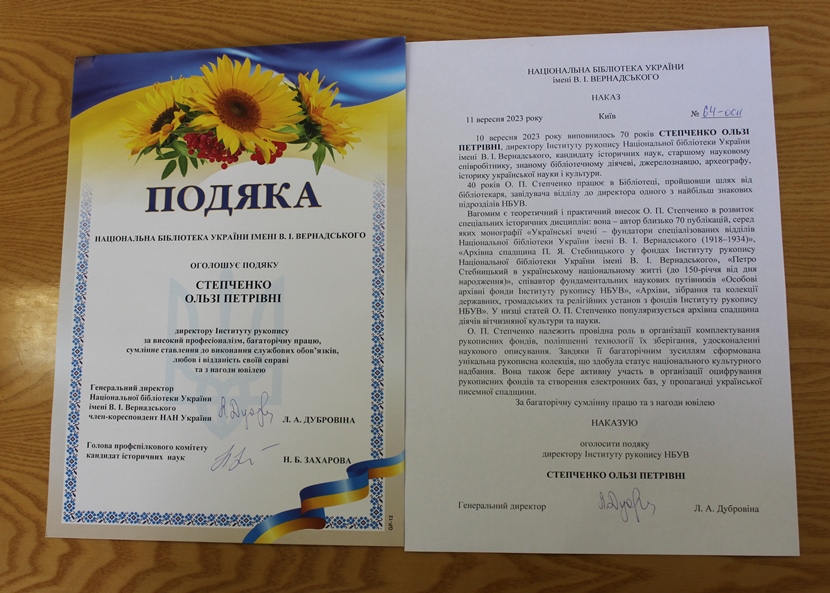 ПОДЯКА
НАЦІОНАЛЬНА БІБЛІОТЕКА УКРАЇНИ ІМЕНІ В. І. ВЕРНАДСЬКОГО
ОГОЛОШУЄ ПОДЯКУ
СТЕПЧЕНКО
ОЛЬЗІ ПЕТРІВНІ
директору Інституту рукопису
за високий професіоналізм, багаторічну працю,
сумлінне ставлення до виконання службових обов’язків,
любов і відданість своїй справі
та з нагоди ювілею
Генеральний директор
Національної бібліотеки України
імені В. І. Вернадського
член-кореспондент НАН України
Л. А. ДУБРОВІНА
Голова профспілкового комітету
кандидат історичних наук
Н. Б. ЗАХАРОВА
ЦП-12
НАЦІОНАЛЬНА БІБЛІОТЕКА УКРАЇНИ
імені В. І. ВЕРНАДСЬКОГО
НАКАЗ
11 вересня 2023 року Київ № 64-осн
10 вересня 2023 року виповнилось 70 років СТЕПЧЕНКО ОЛЬЗІ
ПЕТРІВНІ, директору Інституту рукопису Національної бібліотеки України
імені В. І. Вернадського, кандидату історичних наук, старшому науковому
співробітнику, знаному бібліотечному діячеві, джерелознавцю, археографу,
історику української науки і культури.
40 років О. П. Степченко працює в Бібліотеці, пройшовши шлях від
бібліотекаря, завідувача відділу до директора одного з найбільш знакових
підрозділів НБУВ.
Вагомим є теоретичний і практичний внесок О. П. Степченко в розвиток
спеціальних історичних дисциплін: вона – автор близько 70 публікацій, серед
яких монографії «Українські вчені – фундатори спеціалізованих відділів
Національної бібліотеки України імені В. І. Вернадського (1918–1934)»,
«Архівна спадщина П. Я. Стебницького у фондах Інституту рукопису
Національної бібліотеки України імені В. І. Вернадського», «Петро
Стебницький в українському національному житті (до 150-річчя від дня
народження)», співавтор фундаментальних наукових путівників «Особові
архівні фонди Інституту рукопису НБУВ», «Архіви, зібрання та колекції
державних, громадських та релігійних установ з фондів Інституту рукопису
НБУВ». У низці статей О. П. Степченко популяризується архівна спадщина
діячів вітчизняної культури та науки.
О. П. Степченко належить провідна роль в організації комплектування
рукописних фондів, поліпшенні технології їх зберігання, удосконаленні
наукового описування. Завдяки її багаторічним зусиллям сформована
унікальна рукописна колекція, що здобула статус національного культурного
надбання. Вона також бере активну участь в організації оцифрування
рукописних фондів та створення електронних баз, у пропаганді української
писемної спадщини.
За багаторічну сумлінну працю та з нагоди ювілею
НАКАЗУЮ
оголосити подяку
директору Інституту рукопису НБУВ
СТЕПЧЕНКО ОЛЬЗІ ПЕТРІВНІ
Генеральний директор Л. А. Дубровіна